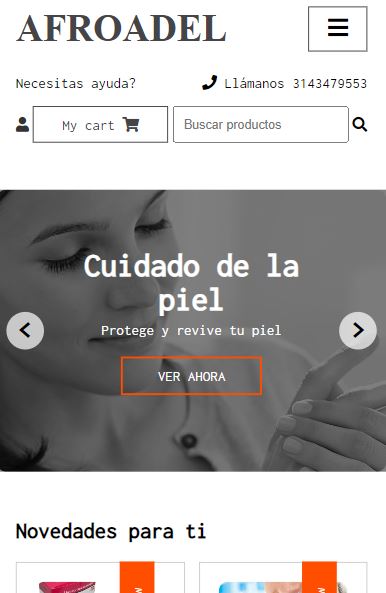 AFROADEL
Necesitas ayuda?
Llámanos 3143479553
My cart
Buscar productos
Cuidado de la
piel
Protege y revive tu piel
VER AHORA
Novedades para ti